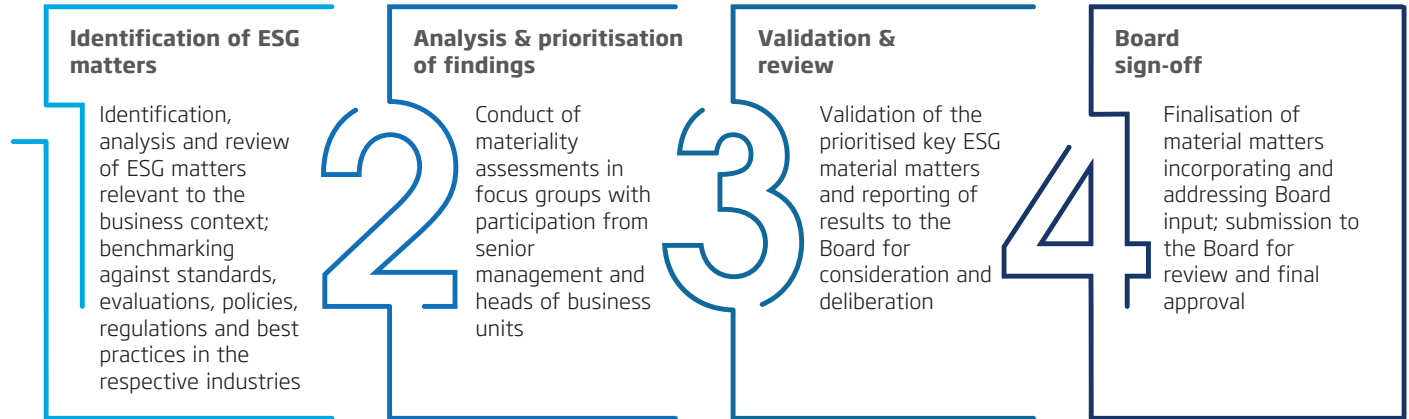 1
Identification of ESG
matters
Identification,
analysis and review
of ESG matters
relevant to the
business context;
benchmarking
against standards,
evaluations, policies,
regulations and best
practices in the
respective industries
2
Analysis & prioritisation
of findings
Conduct of
materiality
assessments in
focus groups with
participation from
senior
management and
heads of business
units
3
Validation &
review
Validation of the
prioritised key ESG
material matters
and reporting of
results to the
Board for
consideration and
deliberation
4
Board
sign-off
Finalisation of
material matters
incorporating and
addressing Board
input; submission to
the Board for
review and final
approval